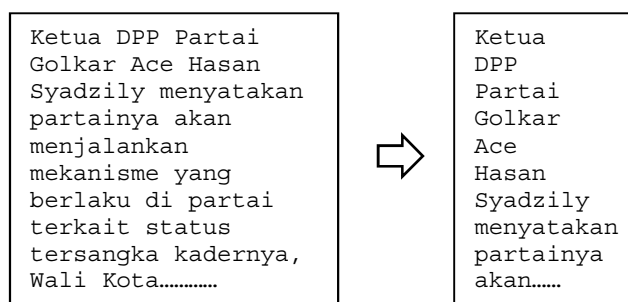 Ketua DPP Partai
Golkar Ace Hasan
Syadzily menyatakan
partainya akan
menjalankan
mekanisme yang
berlaku di partai
terkait status
tersangka kadernya,
Wali Kota…………
Ketua
DPP
Partai
Golkar
Ace
Hasan
Syadzily
menyatakan
partainya
akan……